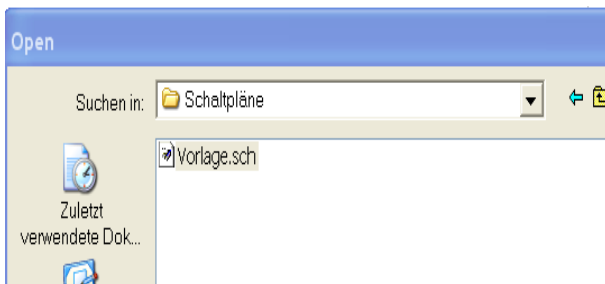 Open
Suchen in:
Schaltpläne
Vorlage.sch
Zuletzt
verwendete Dok...